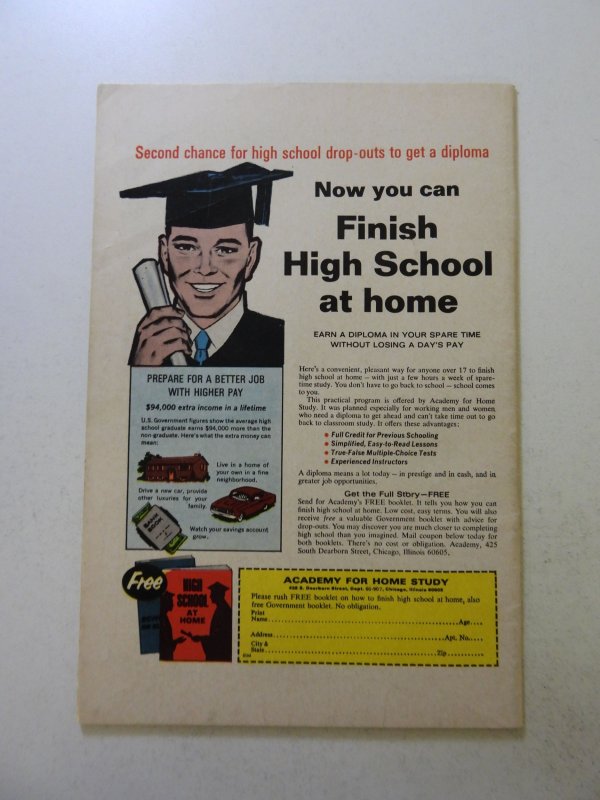 Second chance for high school drop-outs to get a diploma
Now you can
Finish
High School
at home
EARN A DIPLOMA IN YOUR SPARE TIME
WITHOUT LOSING A DAY'S PAY
PREPARE FOR A BETTER JOB
WITH HIGHER PAY
$94,000 extra income in a lifetime
U.S. Government figures show the average high
school graduate earns $94,000 more than the
non-graduate. Here's what the extra money can
mean:
Live in a home of
your own in a fine
neighborhood.
Drive a new car, provide
other luxuries for your
family.
BANK
BOOK
Watch your savings account
grow.
Here's a convenient, pleasant way for anyone over 17 to finish
high school at home – with just a few hours a week of spare-
time study. You don't have to go back to school – school comes
to you.
This practical program is offered by Academy for Home
Study. It was planned especially for working men and women
who need a diploma to get ahead and can't take time out to go
back to classroom study. It offers these advantages:
• Full Credit for Previous Schooling
• Simplified, Easy-to-Read Lessons
• True-False Multiple-Choice Tests
• Experienced Instructors
A diploma means a lot today – in prestige and in cash, and in
greater job opportunities.
Get the Full Story—FREE
Send for Academy's FREE booklet. It tells you how you can
finish high school at home. Low cost, easy terms. You will also
receive free a valuable Government booklet with advice for
drop-outs. You may discover you are much closer to completing
high school than you imagined. Mail coupon below today for
both booklets. There's no cost or obligation. Academy, 425
South Dearborn Street, Chicago, Illinois 60605.
Free
HIGH
SCHOOL
AT
HOME
ACADEMY FOR HOME STUDY
Chicago, Illinois 60605
Please rush FREE booklet on how to finish high school at home, also
free Government booklet. No obligation.
Print
Name Age
Address Apt. No.
City &
State Zip